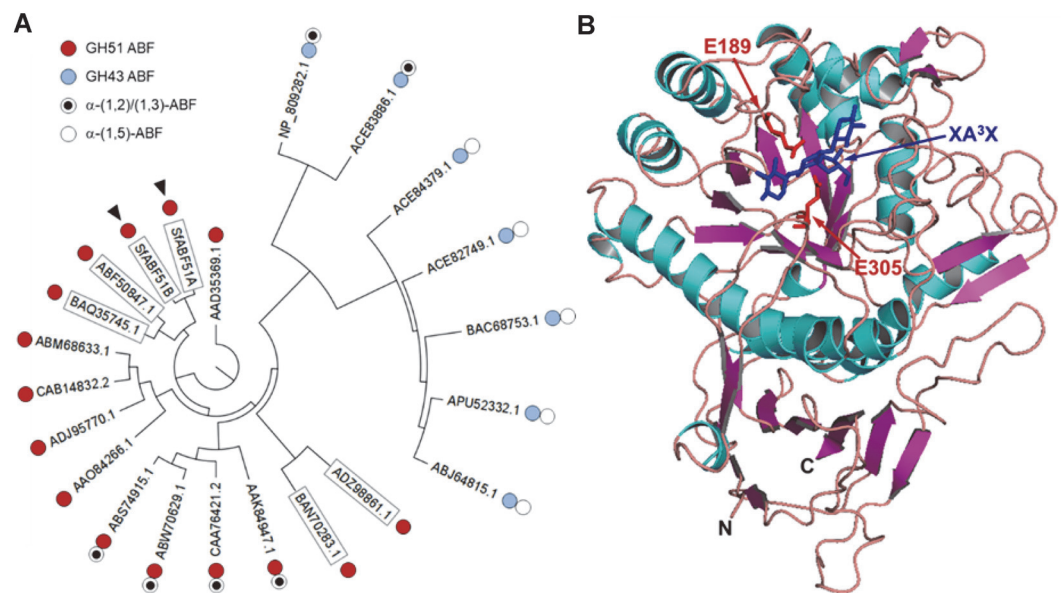 A
GH51 ABF
GH43 ABF
α-(1,2)/(1,3)-ABF
α-(1,5)-ABF
NP_809282.1
ACE83886.1
ACE84379.1
ACE82749.1
BAC68753.1
APU52332.1
ABJ64815.1
ADZ98861.1
BAN70283.1
AAK84947.1
CAA76421.2
ABW70629.1
ABS74915.1
AAO84266.1
ADJ95770.1
CAB14832.2
ABM68633.1
BAQ35745.1
ABF50847.1
SfABF51B
SfABF51A
AAD35369.1
B
E189
XA³X
E305
C
N